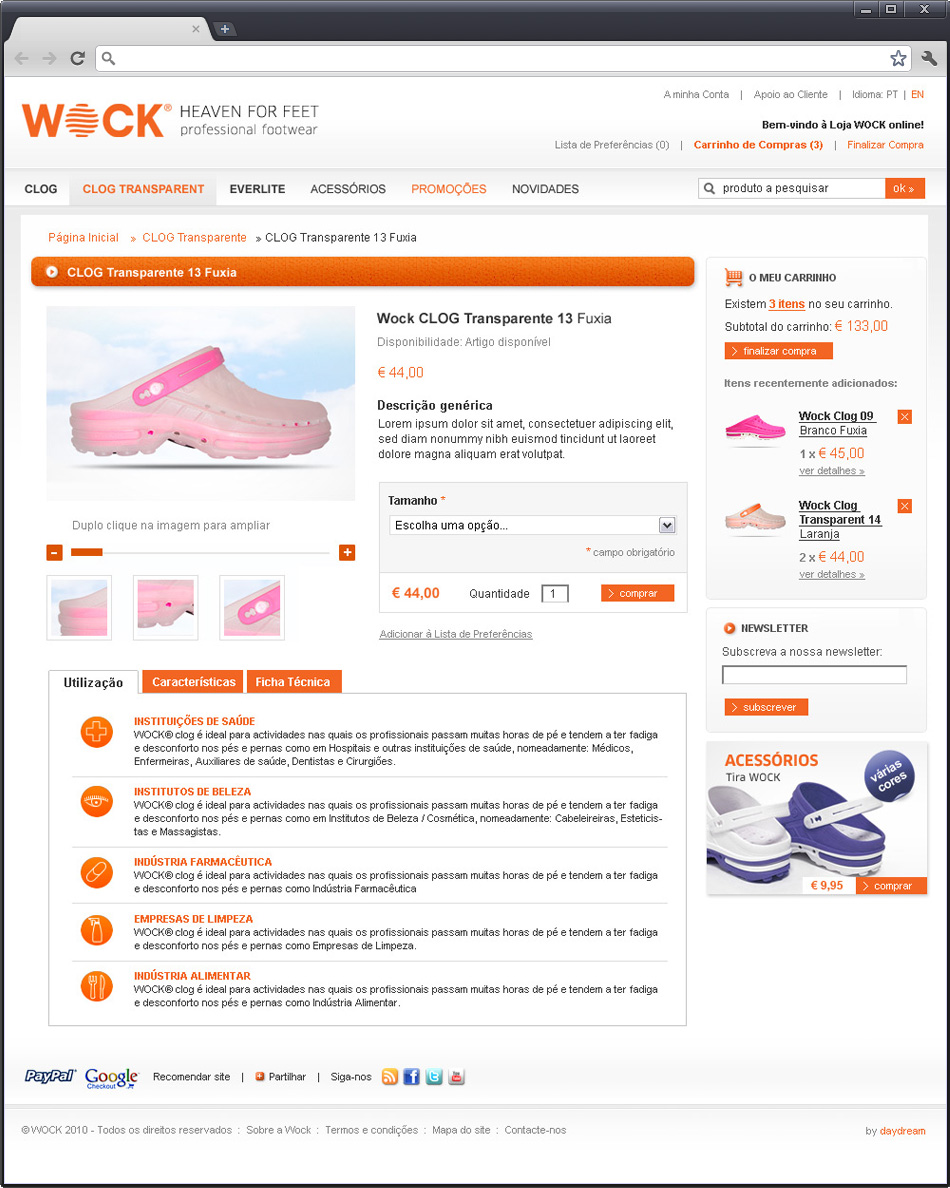 A minha Conta | Apoio ao Cliente | Idioma: PT | EN
WOCK® HEAVEN FOR FEET
professional footwear
Bem-vindo à Loja WOCK online!
Lista de Preferências (0) | Carrinho de Compras (3) | Finalizar Compra
CLOG CLOG TRANSPARENT EVERLITE ACESSÓRIOS PROMOÇÕES NOVIDADES produto a pesquisar ok »
Página Inicial » CLOG Transparente » CLOG Transparente 13 Fuxia
CLOG Transparente 13 Fuxia
Wock CLOG Transparente 13 Fuxia
Disponibilidade: Artigo disponível
€ 44,00
Descrição genérica
Lorem ipsum dolor sit amet, consectetuer adipiscing elit,
sed diam nonummy nibh euismod tincidunt ut laoreet
dolore magna aliquam erat volutpat.
Duplo clique na imagem para ampliar
- +
Tamanho *
Escolha uma opção...
* campo obrigatório
€ 44,00 Quantidade 1 comprar
Adicionar à Lista de Preferências
O MEU CARRINHO
Existem 3 itens no seu carrinho.
Subtotal do carrinho: € 133,00
finalizar compra
Itens recentemente adicionados:
Wock Clog 09
Branco Fuxia
1 x € 45,00
ver detalhes »
Wock Clog
Transparent 14
Laranja
2 x € 44,00
ver detalhes »
NEWSLETTER
Subscreva a nossa newsletter:
subscrever
ACESSÓRIOS
Tira WOCK
várias
cores
€ 9,95 comprar
Utilização Características Ficha Técnica
INSTITUIÇÕES DE SAÚDE
WOCK® clog é ideal para actividades nas quais os profissionais passam muitas horas de pé e tendem a ter fadiga
e desconforto nos pés e pernas como em Hospitais e outras instituições de saúde, nomeadamente: Médicos,
Enfermeiras, Auxiliares de saúde, Dentistas e Cirurgiões.
INSTITUTOS DE BELEZA
WOCK® clog é ideal para actividades nas quais os profissionais passam muitas horas de pé e tendem a ter fadiga
e desconforto nos pés e pernas como em Institutos de Beleza / Cosmética, nomeadamente: Cabeleireiras, Esteticis-
tas e Massagistas.
INDÚSTRIA FARMACÊUTICA
WOCK® clog é ideal para actividades nas quais os profissionais passam muitas horas de pé e tendem a ter fadiga
e desconforto nos pés e pernas como Indústria Farmacêutica
EMPRESAS DE LIMPEZA
WOCK® clog é ideal para actividades nas quais os profissionais passam muitas horas de pé e tendem a ter fadiga
e desconforto nos pés e pernas como Empresas de Limpeza.
INDÚSTRIA ALIMENTAR
WOCK® clog é ideal para actividades nas quais os profissionais passam muitas horas de pé e tendem a ter fadiga
e desconforto nos pés e pernas como Indústria Alimentar.
PayPal Google Checkout Recomendar site | Partilhar | Siga-nos
© WOCK 2010 - Todos os direitos reservados : Sobre a Wock : Termos e condições : Mapa do site : Contacte-nos
by daydream